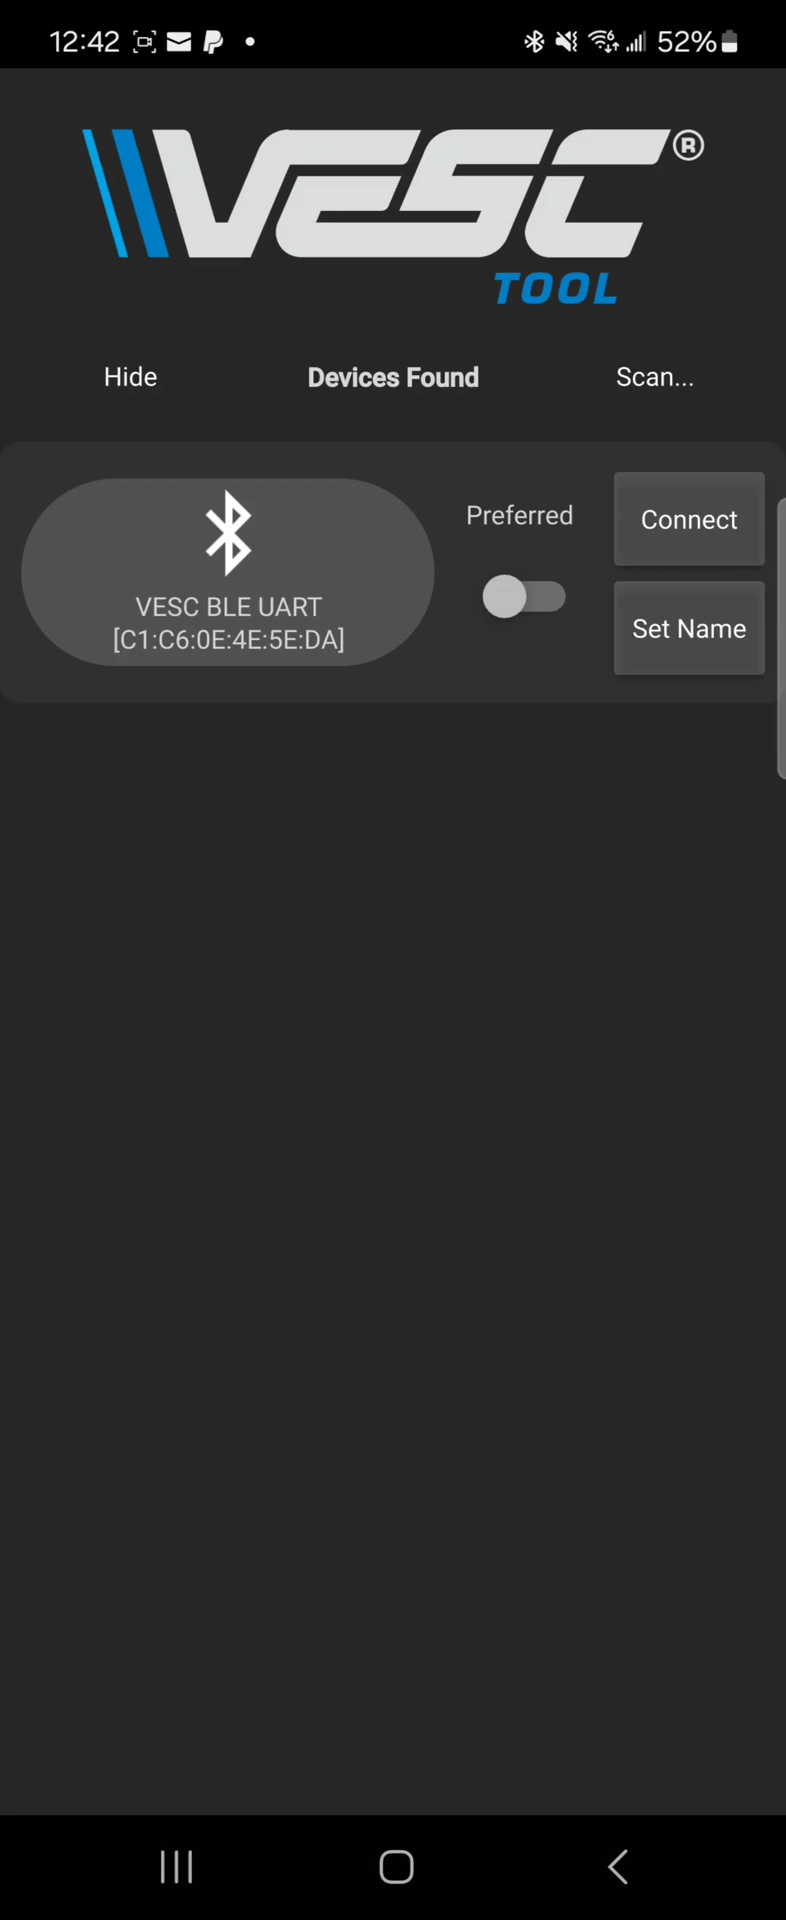 12:42
52%
VESC®
TOOL
Hide Devices Found Scan...
Preferred
Connect
VESC BLE UART
[C1:C6:0E:4E:5E:DA]
Set Name